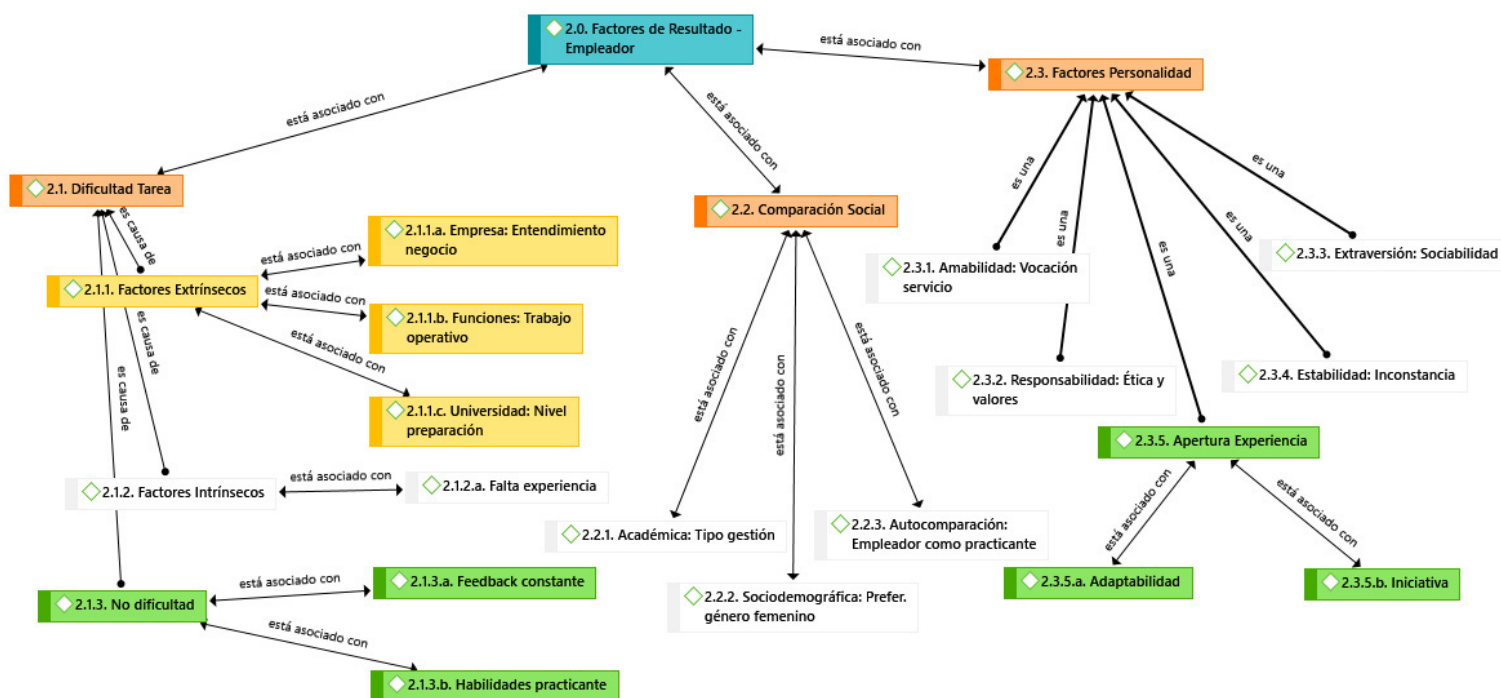 2.0. Factores de Resultado -
Empleador
está asociado con
2.3. Factores Personalidad
está asociado con
está asociado con
2.1. Dificultad Tarea
2.2. Comparación Social
es causa de
es una
es una
es una
es una
es una
2.1.1.a. Empresa: Entendimiento
negocio
está asociado con
2.1.1. Factores Extrínsecos
está asociado con
2.1.1.b. Funciones: Trabajo
operativo
está asociado con
2.1.1.c. Universidad: Nivel
preparación
es causa de
es causa de
2.3.3. Extraversión: Sociabilidad
2.3.1. Amabilidad: Vocación
servicio
2.3.2. Responsabilidad: Ética y
valores
2.3.4. Estabilidad: Inconstancia
está asociado con
está asociado con
está asociado con
2.3.5. Apertura Experiencia
2.1.2. Factores Intrínsecos
está asociado con
2.1.2.a. Falta experiencia
está asociado con
está asociado con
2.2.1. Académica: Tipo gestión
2.2.3. Autocomparación:
Empleador como practicante
2.1.3. No dificultad
está asociado con
2.1.3.a. Feedback constante
2.2.2. Sociodemográfica: Prefer.
género femenino
2.3.5.a. Adaptabilidad
2.3.5.b. Iniciativa
está asociado con
2.1.3.b. Habilidades practicante